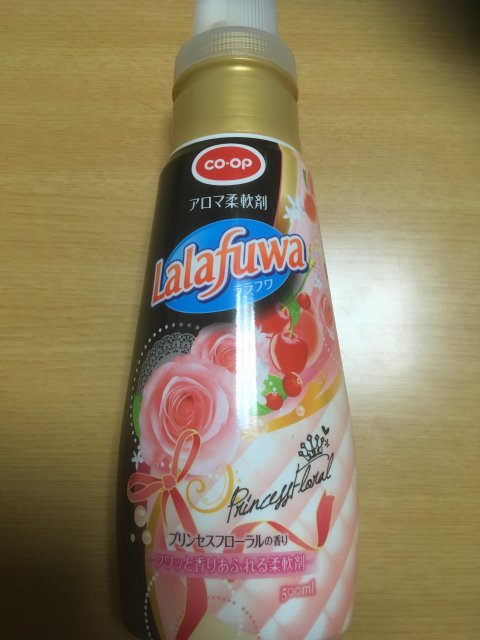 CO・OP
アロマ柔軟剤
Lalafuwa
ララフワ
Princess Floral
プリンセスフローラルの香り
フワッと香りあふれる柔軟剤
590ml